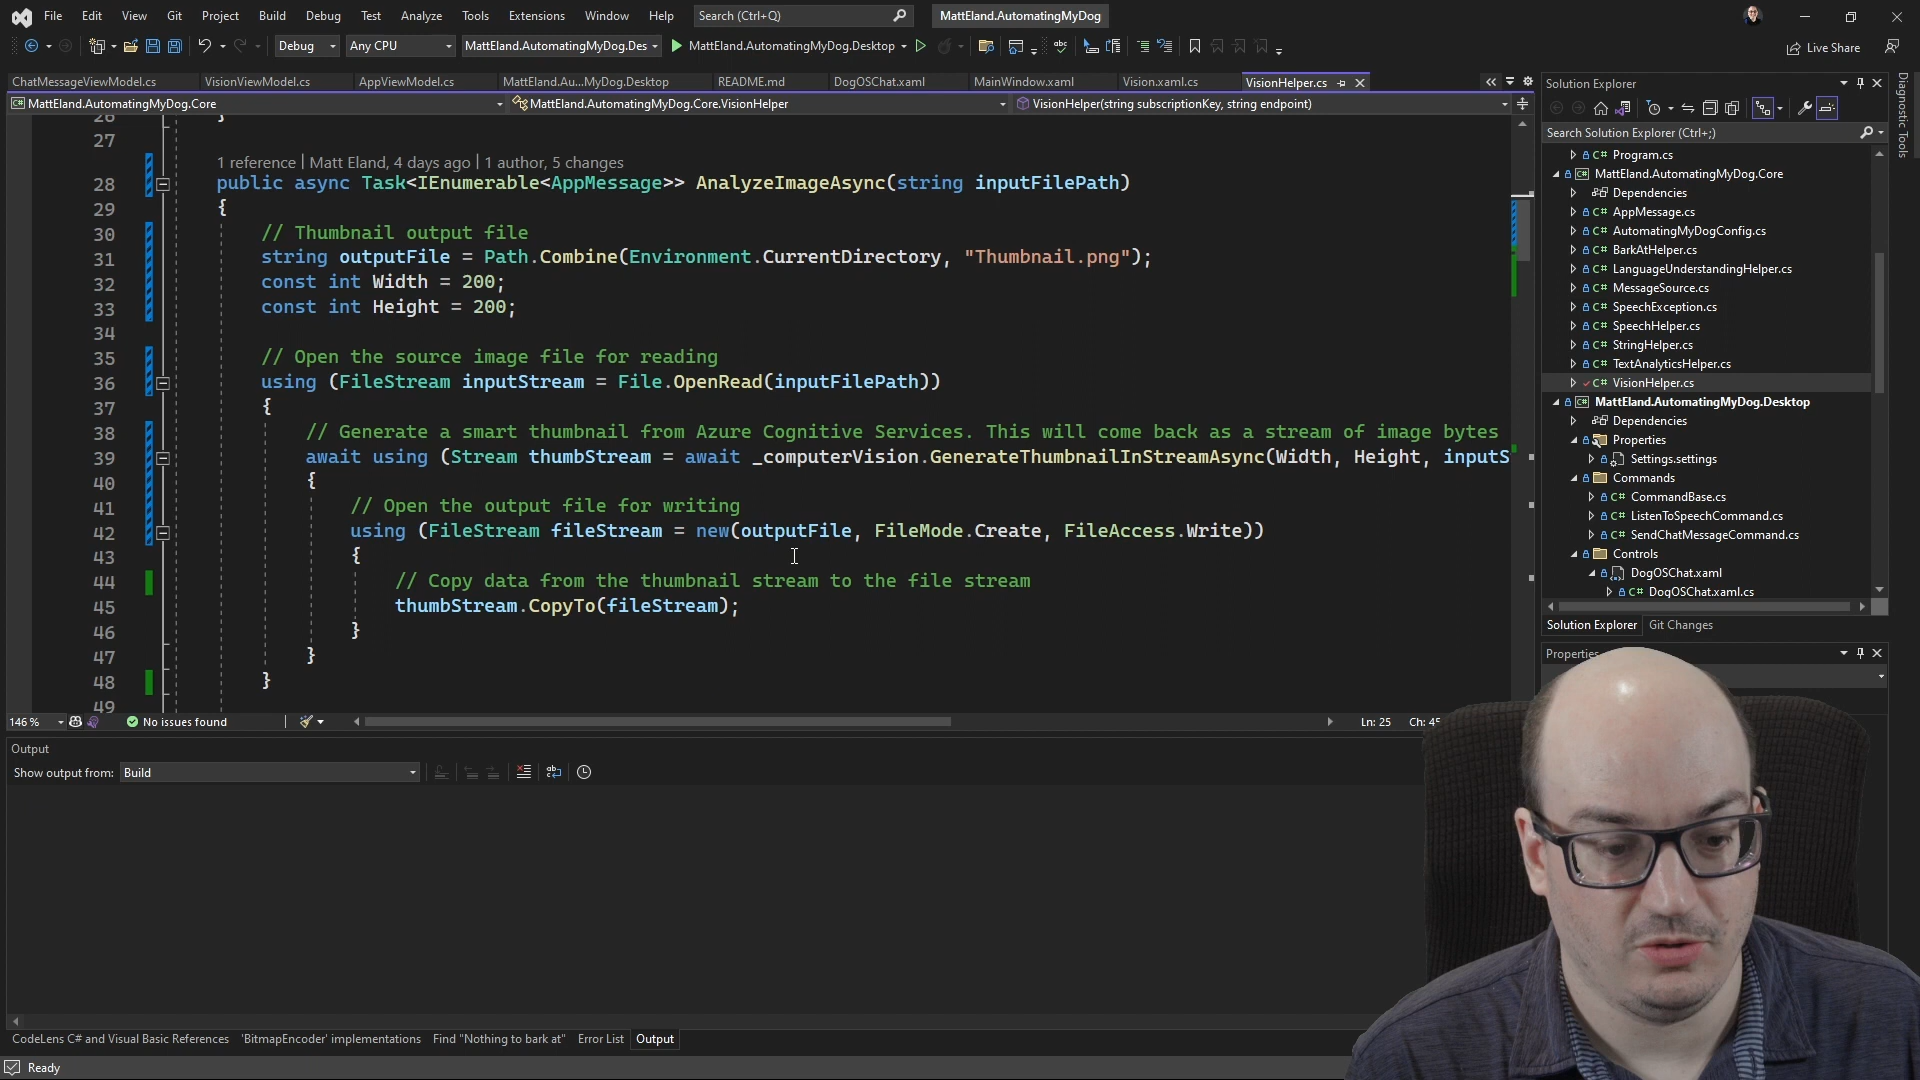 File Edit View Git Project Build Debug Test Analyze Tools Extensions Window Help Search (Ctrl+Q) MattEland.AutomatingMyDog
Debug Any CPU MattEland.AutomatingMyDog.Des MattEland.AutomatingMyDog.Desktop Live Share
ChatMessageViewModel.cs VisionViewModel.cs AppViewModel.cs MattEland.Au...MyDog.Desktop README.md DogOSChat.xaml MainWindow.xaml Vision.xaml.cs VisionHelper.cs
MattEland.AutomatingMyDog.Core MattEland.AutomatingMyDog.Core.VisionHelper VisionHelper(string subscriptionKey, string endpoint)
26 }
27
1 reference | Matt Eland, 4 days ago | 1 author, 5 changes
28 public async Task<IEnumerable<AppMessage>> AnalyzeImageAsync(string inputFilePath)
29 {
30 // Thumbnail output file
31 string outputFile = Path.Combine(Environment.CurrentDirectory, "Thumbnail.png");
32 const int Width = 200;
33 const int Height = 200;
34
35 // Open the source image file for reading
36 using (FileStream inputStream = File.OpenRead(inputFilePath))
37 {
38 // Generate a smart thumbnail from Azure Cognitive Services. This will come back as a stream of image bytes
39 await using (Stream thumbStream = await _computerVision.GenerateThumbnailInStreamAsync(Width, Height, inputS
40 {
41 // Open the output file for writing
42 using (FileStream fileStream = new(outputFile, FileMode.Create, FileAccess.Write))
43 {
44 // Copy data from the thumbnail stream to the file stream
45 thumbStream.CopyTo(fileStream);
46 }
47 }
48 }
49
146 % No issues found Ln: 25 Ch: 45
Output
Show output from: Build
CodeLens C# and Visual Basic References 'BitmapEncoder' implementations Find "Nothing to bark at" Error List Output
Ready
Solution Explorer
Search Solution Explorer (Ctrl+;)
C# Program.cs
C# MattEland.AutomatingMyDog.Core
Dependencies
C# AppMessage.cs
C# AutomatingMyDogConfig.cs
C# BarkAtHelper.cs
C# LanguageUnderstandingHelper.cs
C# MessageSource.cs
C# SpeechException.cs
C# SpeechHelper.cs
C# StringHelper.cs
C# TextAnalyticsHelper.cs
C# VisionHelper.cs
C# MattEland.AutomatingMyDog.Desktop
Dependencies
Properties
Settings.settings
Commands
C# CommandBase.cs
C# ListenToSpeechCommand.cs
C# SendChatMessageCommand.cs
Controls
DogOSChat.xaml
C# DogOSChat.xaml.cs
Solution Explorer Git Changes
Properties
Diagnostic Tools